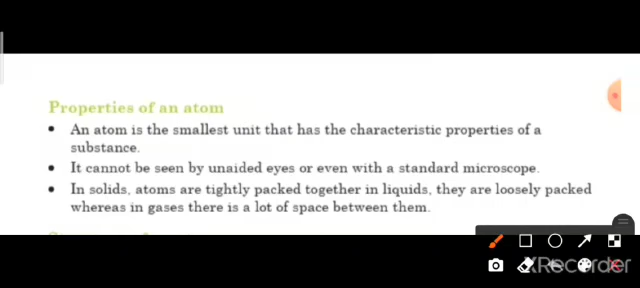 Properties of an atom
• An atom is the smallest unit that has the characteristic properties of a
substance.
• It cannot be seen by unaided eyes or even with a standard microscope.
• In solids, atoms are tightly packed together in liquids, they are loosely packed
whereas in gases there is a lot of space between them.
XRecorder